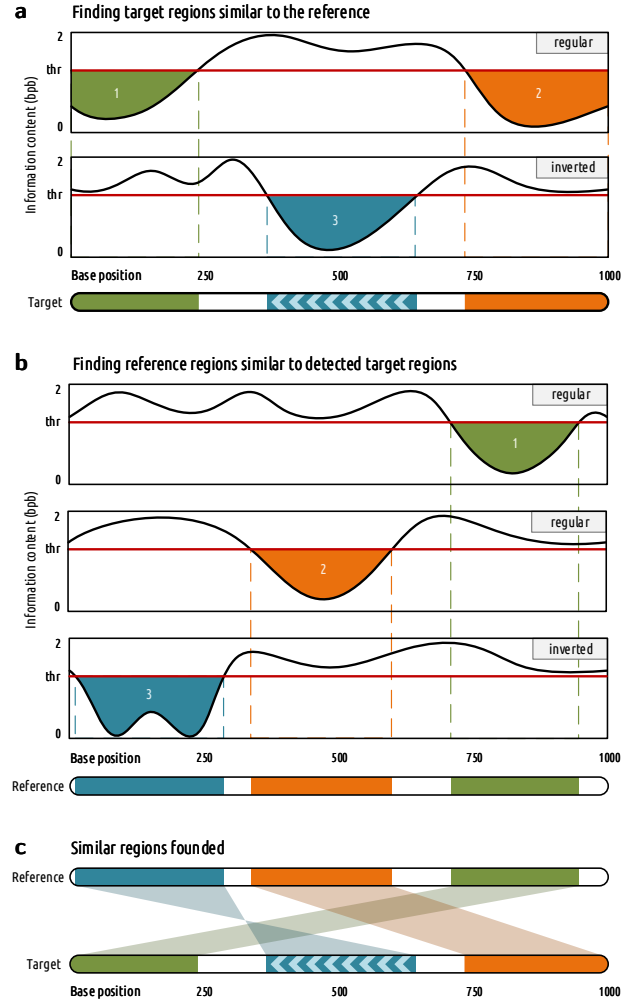 a
Finding target regions similar to the reference
Information content (bpb)
2
regular
thr
1
2
0
2
inverted
thr
3
0
Base position 250 500 750 1000
Target
b
Finding reference regions similar to detected target regions
Information content (bpb)
2
regular
thr
1
0
2
regular
thr
2
0
2
inverted
thr
3
0
Base position 250 500 750 1000
Reference
c
Similar regions founded
Reference
Target
Base position 250 500 750 1000